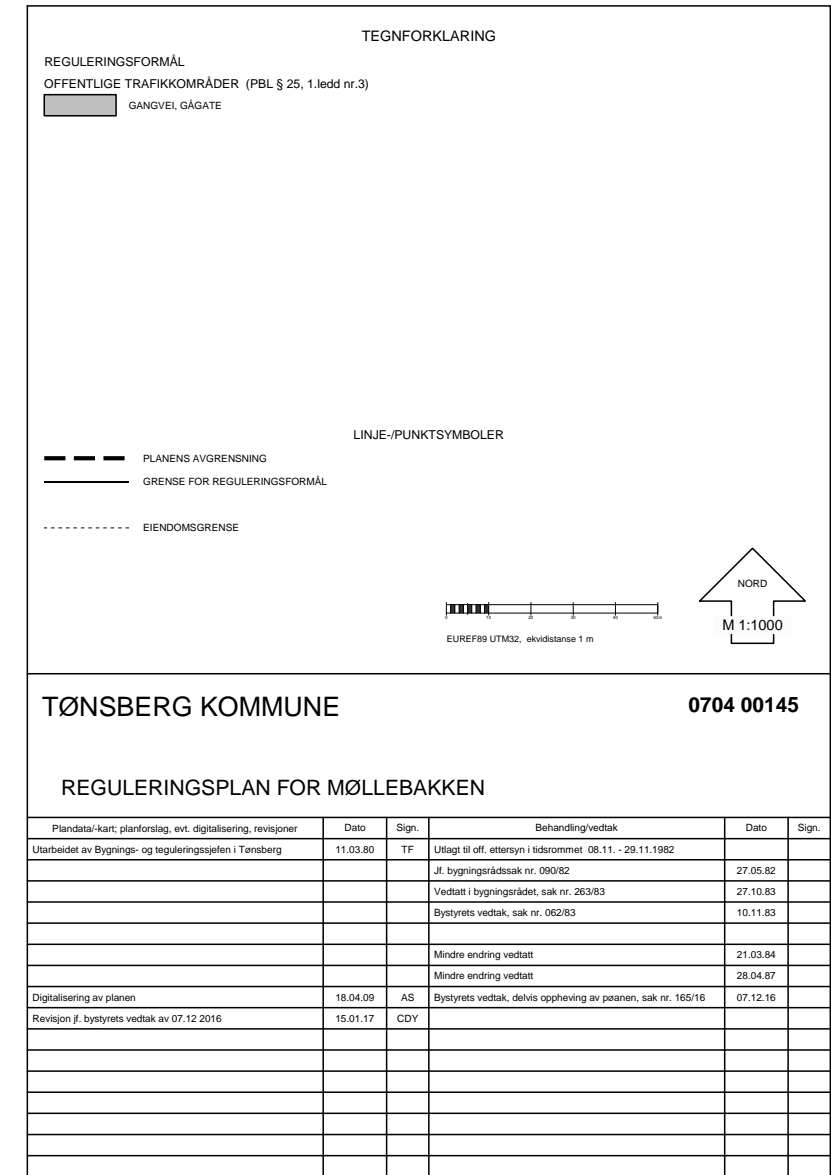 TEGNFORKLARING
REGULERINGSFORMÅL
OFFENTLIGE TRAFIKKOMRÅDER (PBL § 25, 1.ledd nr.3)
GANGVEI, GÅGATE
LINJE-/PUNKTSYMBOLER
PLANENS AVGRENSNING
GRENSE FOR REGULERINGSFORMÅL
EIENDOMSGRENSE
NORD
M 1:1000
0 10 20 30 40 50m
EUREF89 UTM32, ekvidistanse 1 m
TØNSBERG KOMMUNE 0704 00145
REGULERINGSPLAN FOR MØLLEBAKKEN
Plandata/-kart; planforslag, evt. digitalisering, revisjoner Dato Sign. Behandling/vedtak Dato Sign.
Utarbeidet av Bygnings- og teguleringssjefen i Tønsberg 11.03.80 TF Utlagt til off. ettersyn i tidsrommet 08.11. - 29.11.1982
Jf. bygningsrådssak nr. 090/82 27.05.82
Vedtatt i bygningsrådet, sak nr. 263/83 27.10.83
Bystyrets vedtak, sak nr. 062/83 10.11.83
Mindre endring vedtatt 21.03.84
Mindre endring vedtatt 28.04.87
Digitalisering av planen 18.04.09 AS Bystyrets vedtak, delvis oppheving av pøanen, sak nr. 165/16 07.12.16
Revisjon jf. bystyrets vedtak av 07.12 2016 15.01.17 CDY